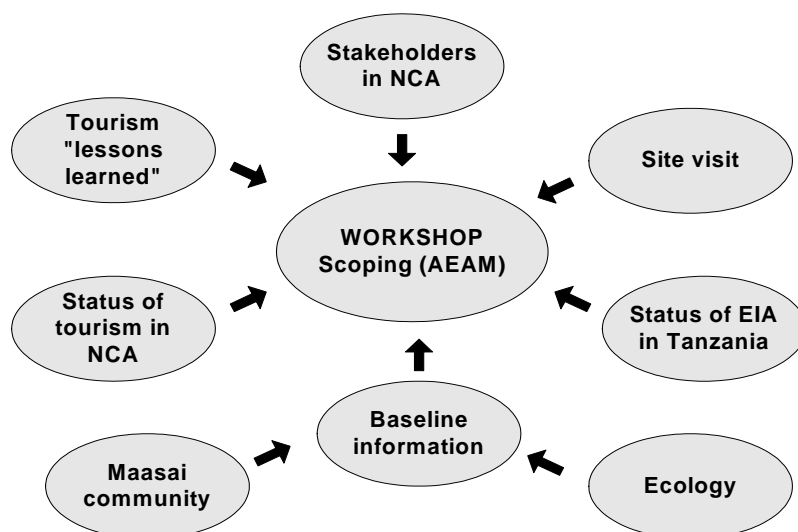 Stakeholders
in NCA
Tourism
"lessons
learned"
Site visit
WORKSHOP
Scoping (AEAM)
Status of
tourism in
NCA
Status of EIA
in Tanzania
Baseline
information
Maasai
community
Ecology